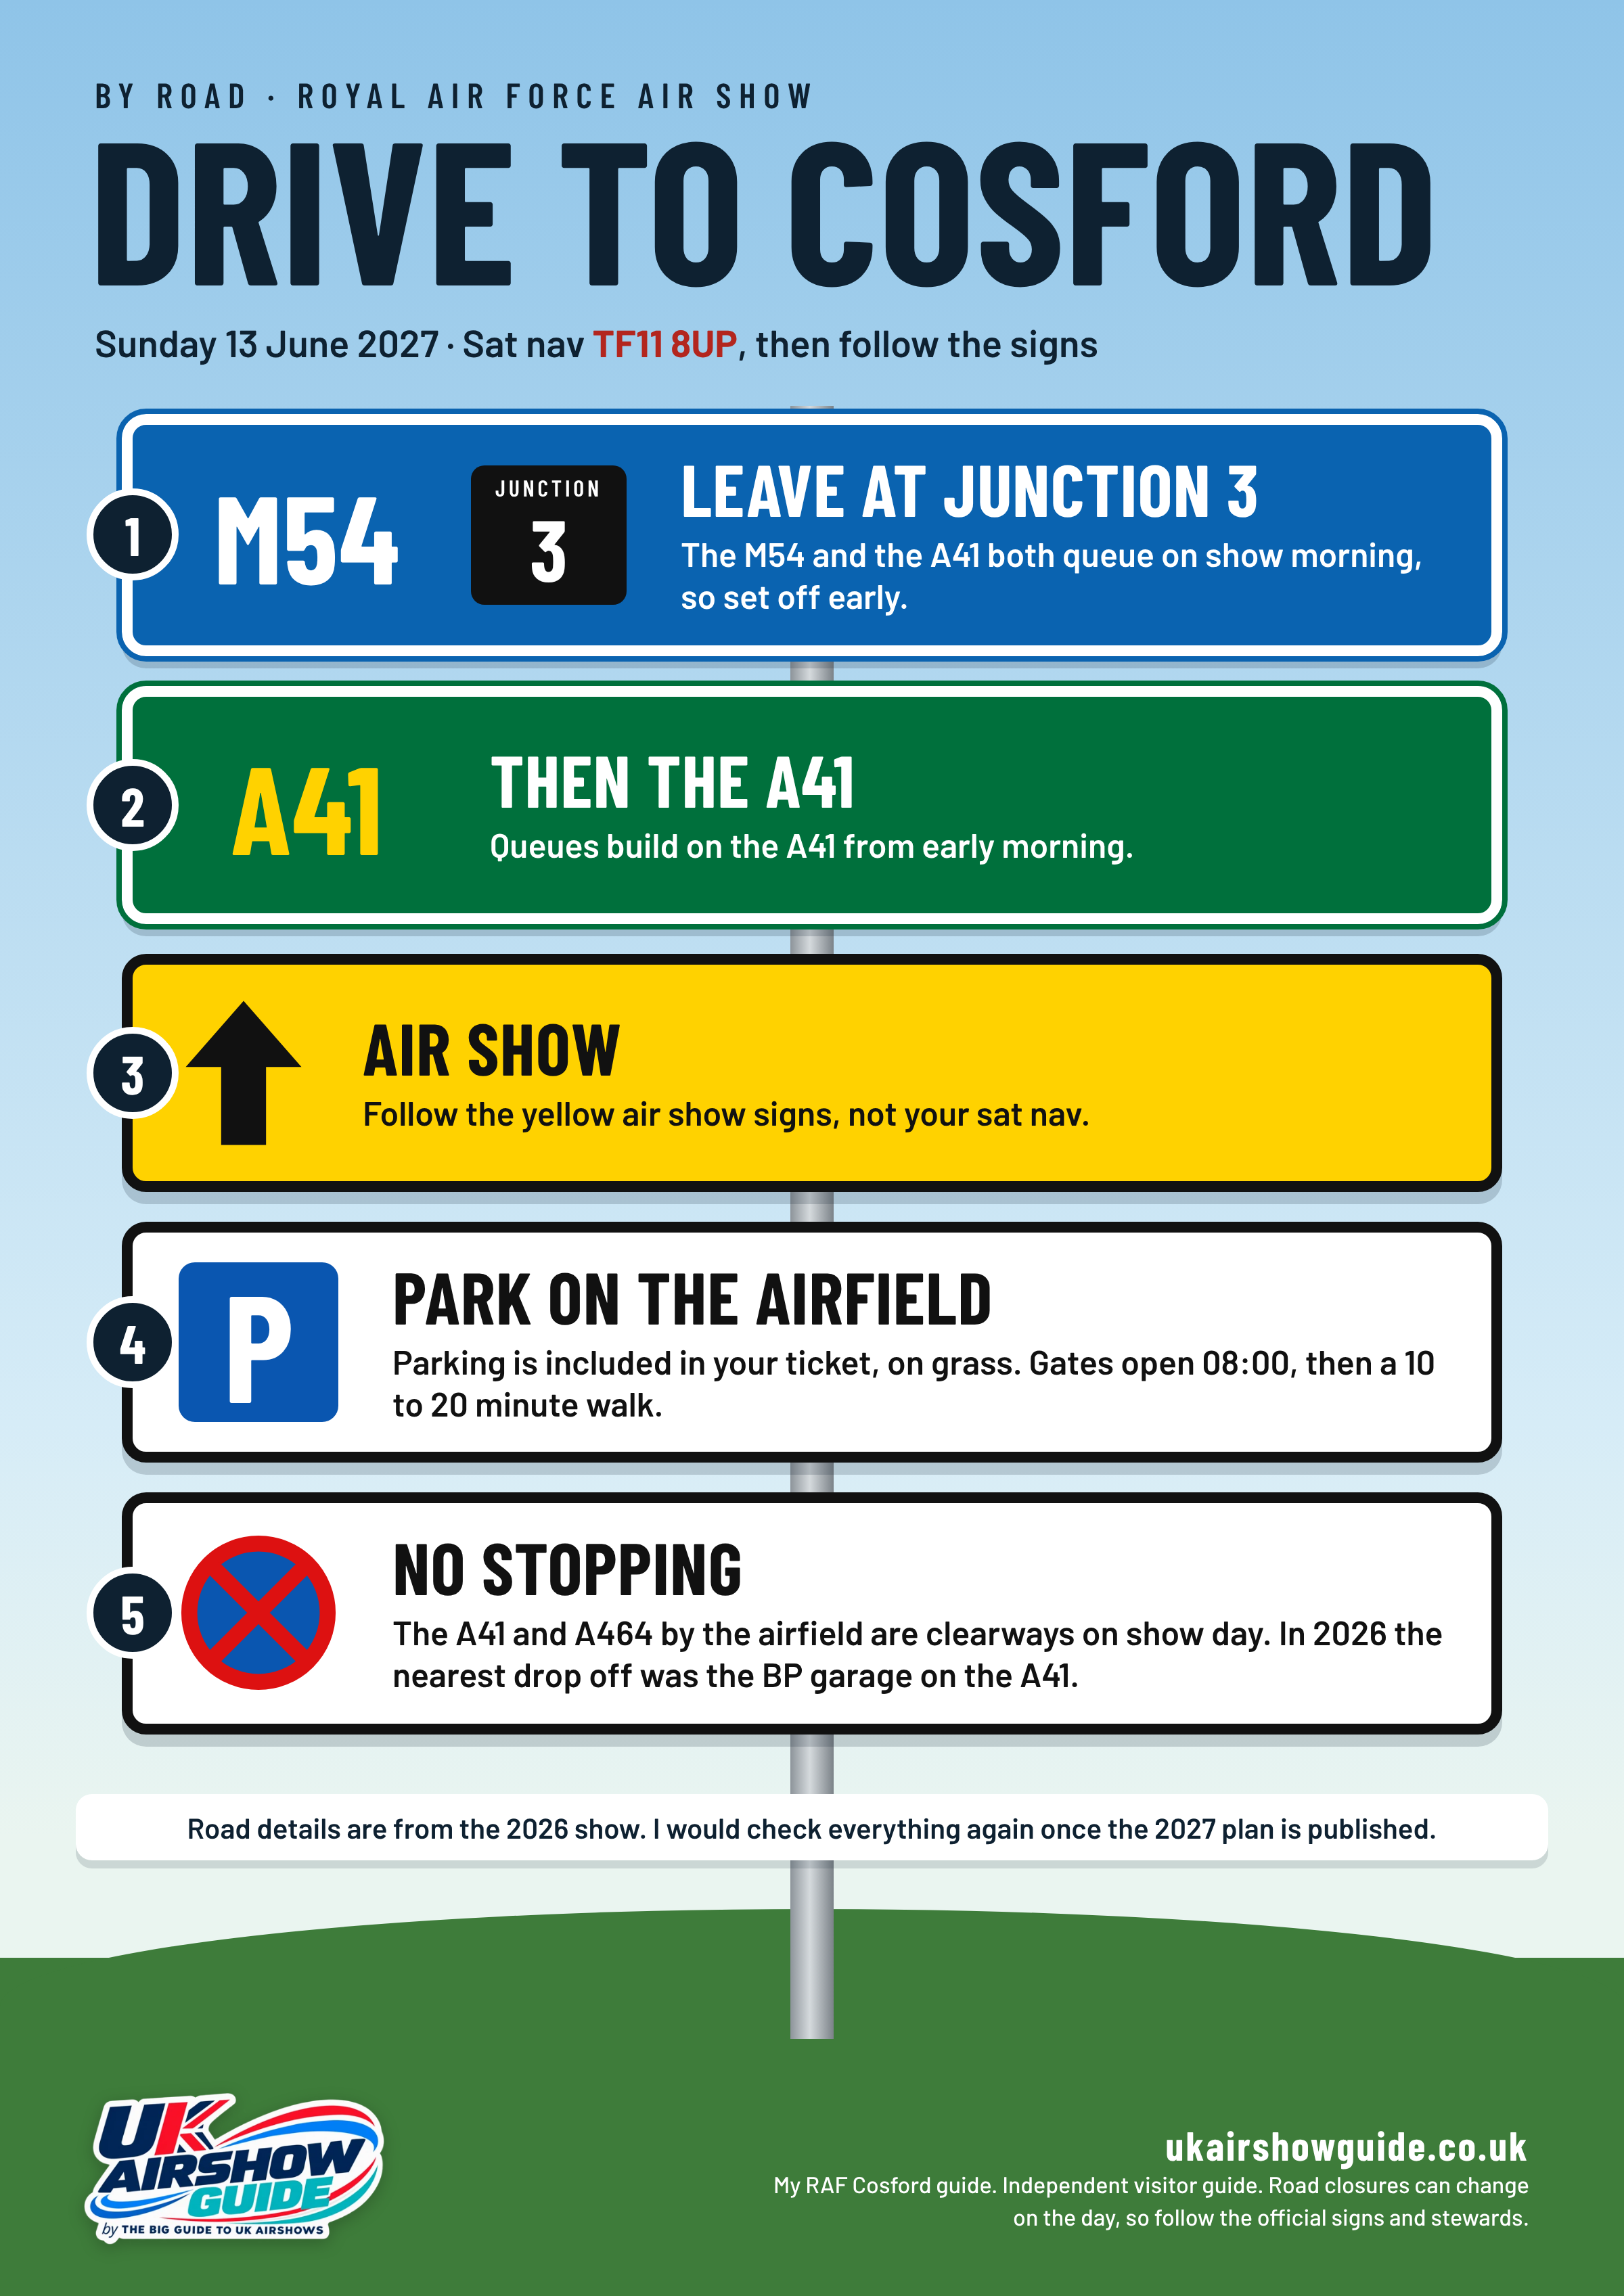 BY ROAD · ROYAL AIR FORCE AIR SHOW
DRIVE TO COSFORD
Sunday 13 June 2027 · Sat nav TF11 8UP, then follow the signs
1
M54
JUNCTION
3
LEAVE AT JUNCTION 3
The M54 and the A41 both queue on show morning,
so set off early.
2
A41
THEN THE A41
Queues build on the A41 from early morning.
3
AIR SHOW
Follow the yellow air show signs, not your sat nav.
4
P
PARK ON THE AIRFIELD
Parking is included in your ticket, on grass. Gates open 08:00, then a 10
to 20 minute walk.
5
NO STOPPING
The A41 and A464 by the airfield are clearways on show day. In 2026 the
nearest drop off was the BP garage on the A41.
Road details are from the 2026 show. I would check everything again once the 2027 plan is published.
UK
AIRSHOW
GUIDE
by THE BIG GUIDE TO UK AIRSHOWS
ukairshowguide.co.uk
My RAF Cosford guide. Independent visitor guide. Road closures can change
on the day, so follow the official signs and stewards.